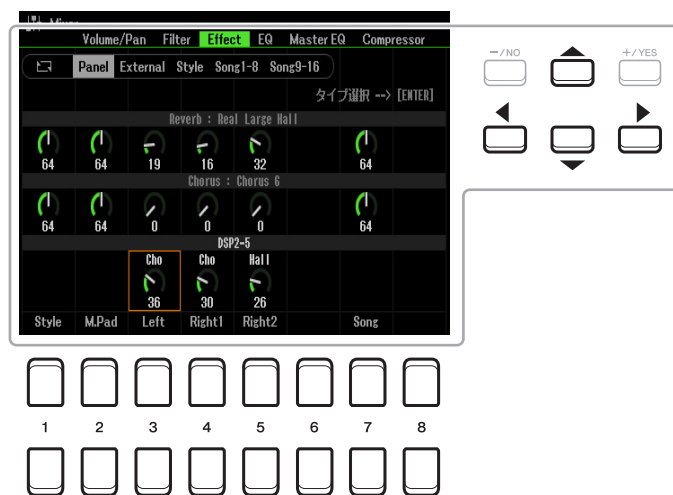 Volume/Pan Filter Effect EQ Master EQ Compressor
Panel External Style Song1-8 Song9-16
タイプ選択 --> [ENTER]
Reverb : Real Large Hall
64 64 19 16 32 64
Chorus : Chorus 6
64 64 0 0 0 64
DSP2-5
Cho Cho Hall
36 30 26
Style M.Pad Left Right1 Right2 Song
−/NO +/YES
1 2 3 4 5 6 7 8